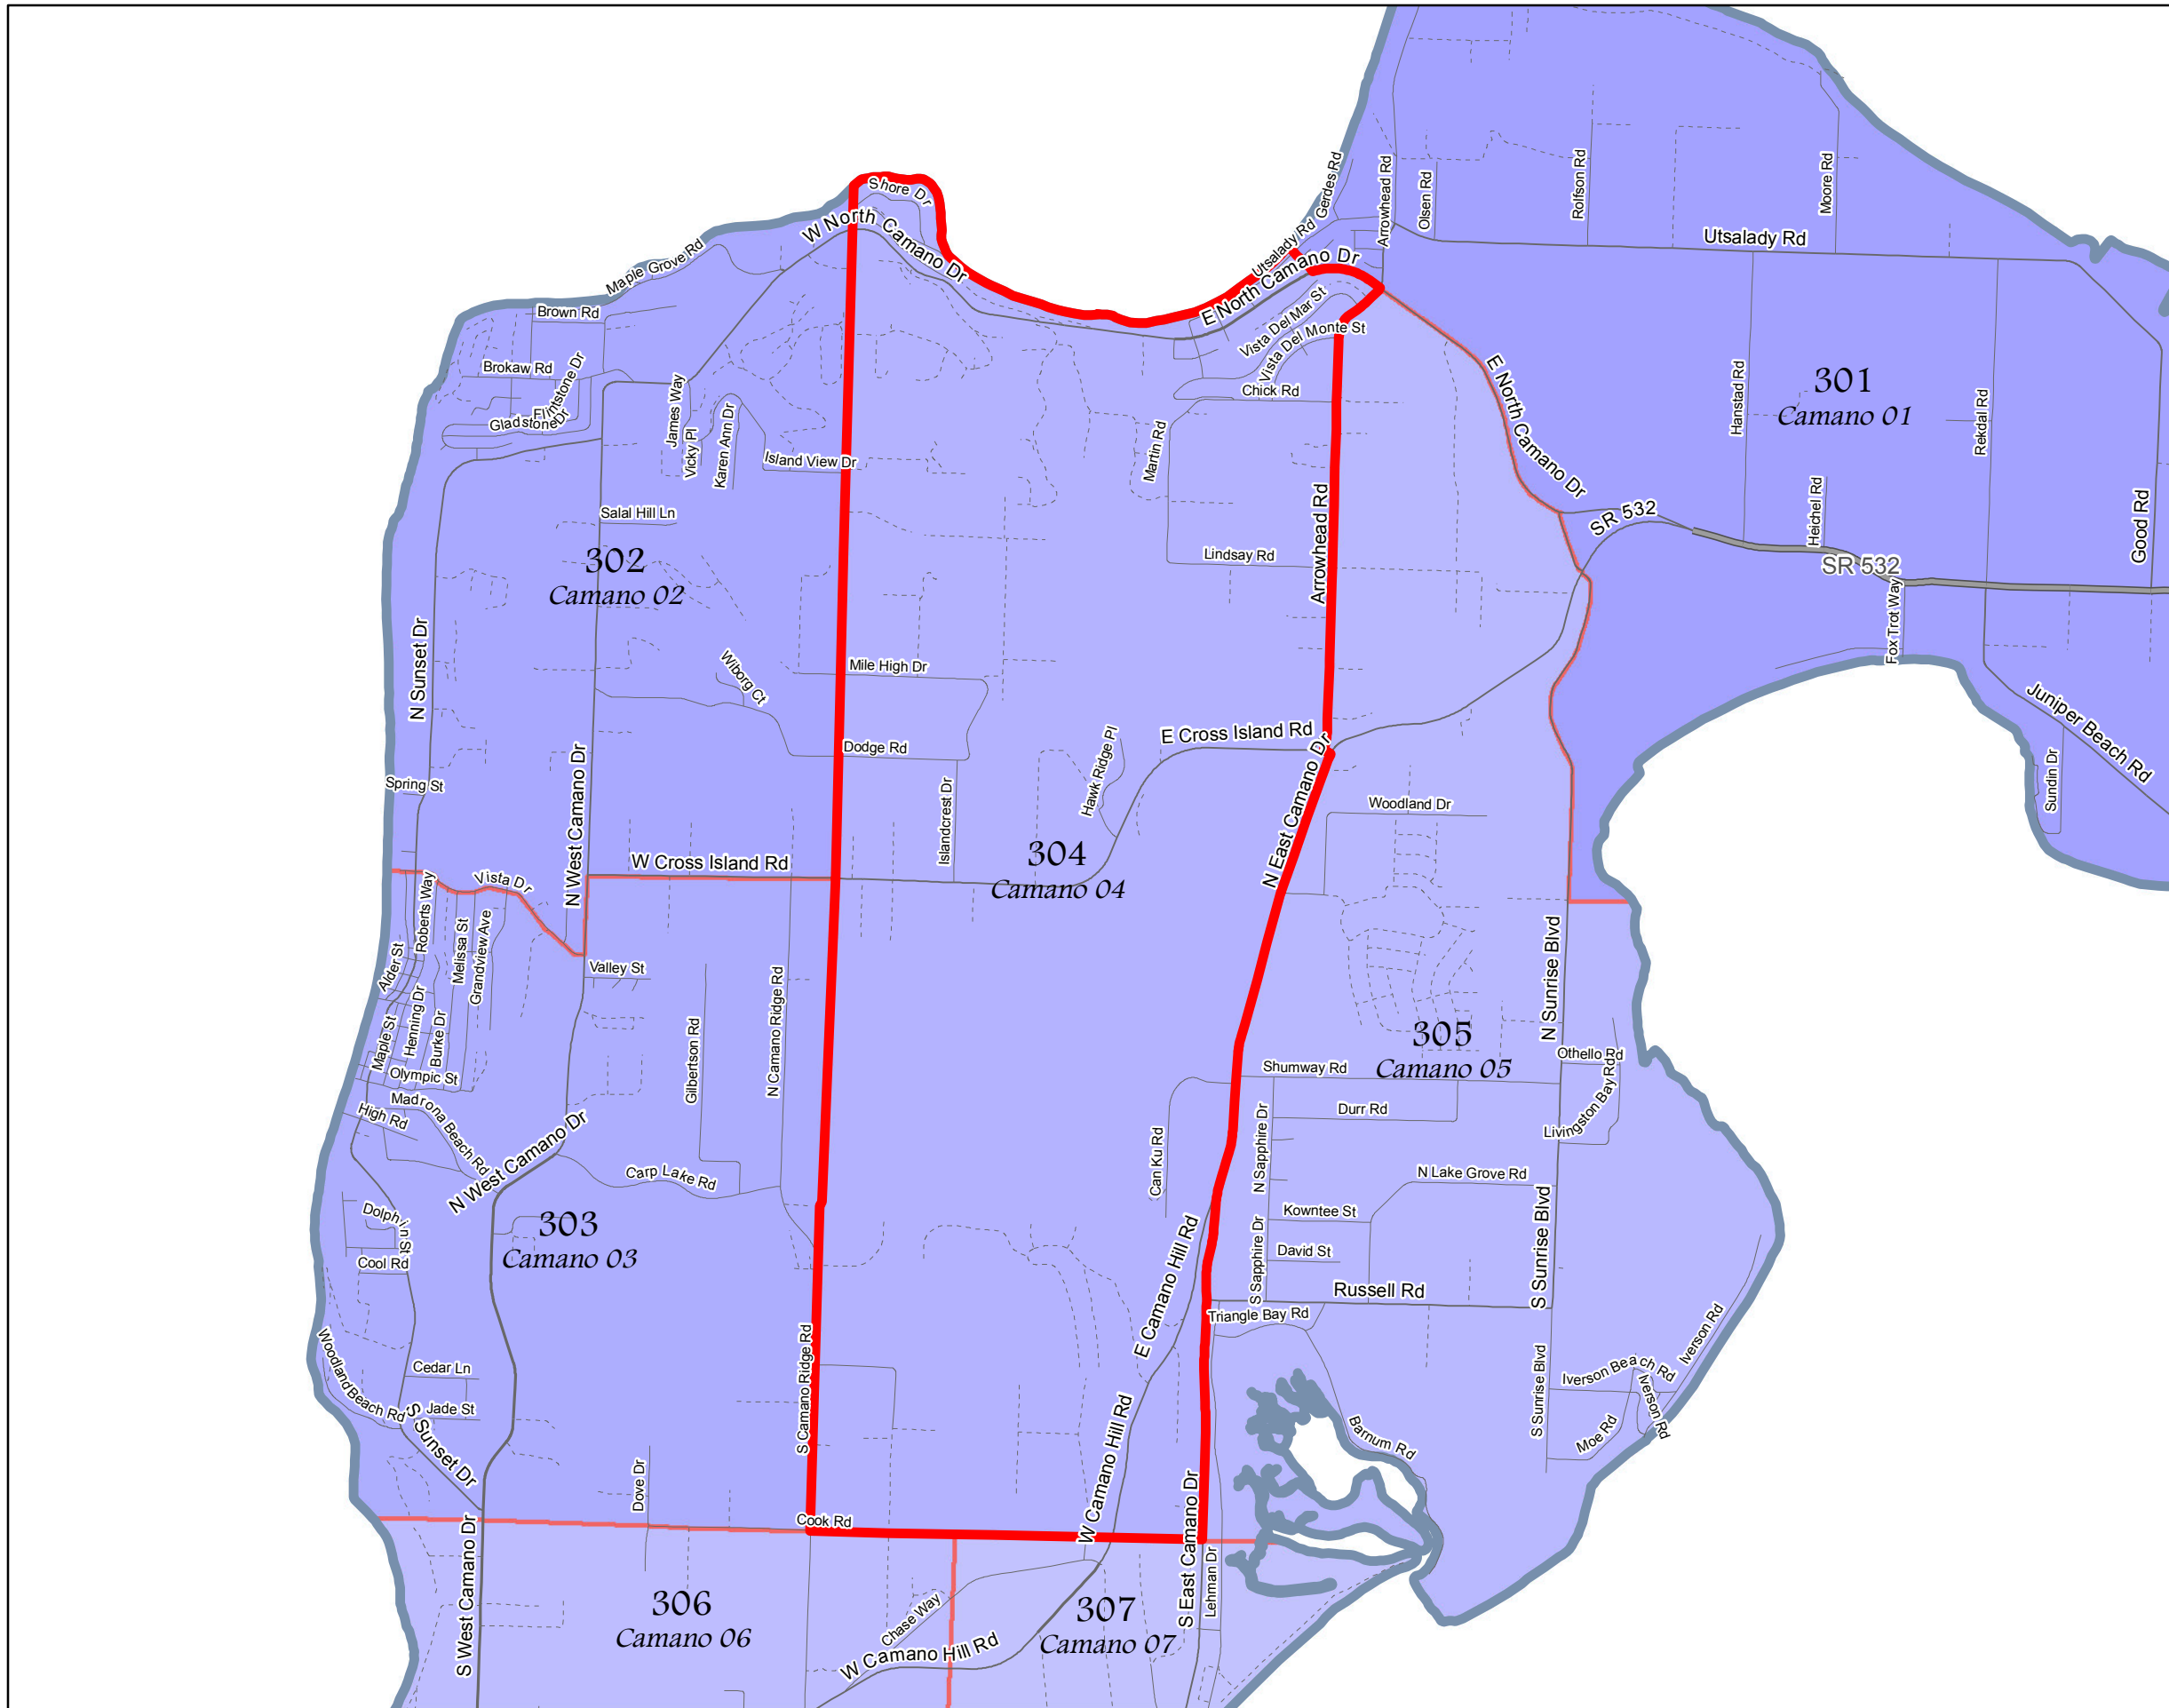 Shore Dr
W North Camano Dr
Maple Grove Rd
Brown Rd
Brokaw Rd
Flintstone Dr
Gladstone Dr
James Way
Vicky Pl
Karen Ann Dr
Island View Dr
Salal Hill Ln
302
Camano 02
N Sunset Dr
Wiborg Ct
Mile High Dr
Dodge Rd
Spring St
N West Camano Dr
W Cross Island Rd
Islandcrest Dr
Hawk Ridge Pl
E Cross Island Rd
304
Camano 04
Gerdes Rd
Utsalady Rd
E North Camano Dr
Vista Del Mar St
Vista Del Monte St
Chick Rd
Martin Rd
Lindsay Rd
Arrowhead Rd
Arrowhead Rd
Olsen Rd
Rolfson Rd
Moore Rd
Utsalady Rd
E North Camano Dr
Hanstad Rd
301
Camano 01
Rekdal Rd
Heichel Rd
Good Rd
SR 532
SR 532
Fox Trot Way
Juniper Beach Rd
Sundin Dr
N East Camano Dr
Woodland Dr
Vista Dr
Roberts Way
Melissa St
Grandview Ave
Alder St
Henning Dr
Maple St
Burke Dr
Olympic St
Valley St
Gilbertson Rd
N Camano Ridge Rd
Madrona Beach Rd
High Rd
N West Camano Dr
Carp Lake Rd
303
Camano 03
Dolphin St
Cool Rd
Woodland Beach Rd
Cedar Ln
Jade St
S Sunset Dr
S Camano Ridge Rd
Dove Dr
Cook Rd
S West Camano Dr
306
Camano 06
Chase Way
W Camano Hill Rd
307
Camano 07
W Camano Hill Rd
E Camano Hill Rd
S East Camano Dr
Lehman Dr
Can Ku Rd
N Sunrise Blvd
305
Camano 05
Othello Rd
Livingston Bay Rd
Shumway Rd
Durr Rd
N Sapphire Dr
N Lake Grove Rd
Kowntee St
S Sapphire Dr
David St
S Sunrise Blvd
Russell Rd
Triangle Bay Rd
Barnum Rd
S Sunrise Blvd
Iverson Beach Rd
Iverson Rd
Iverson Rd
Moe Rd